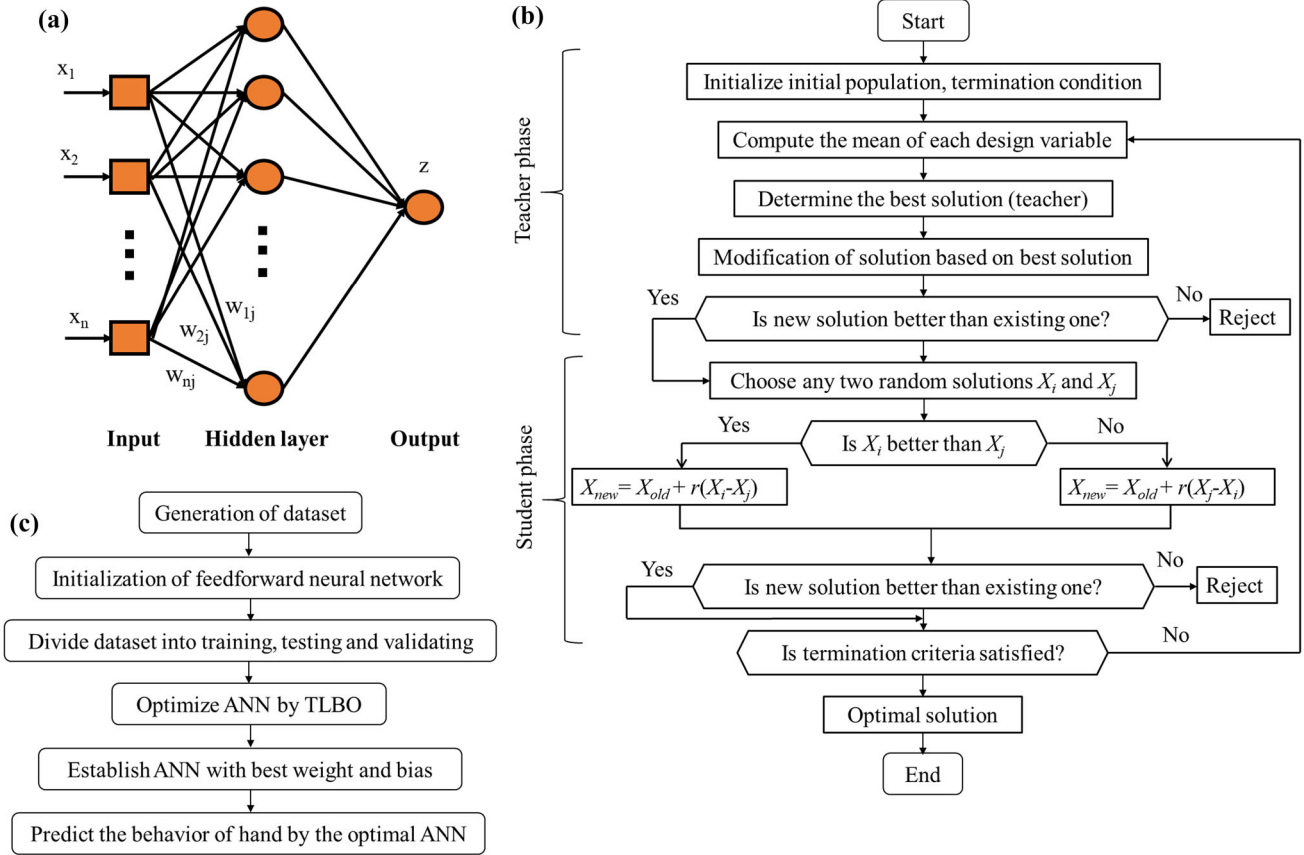 (a)
x1
x2
xn
z
w1j
w2j
wnj
Input
Hidden layer
Output
(b)
Teacher phase
Student phase
Start
Initialize initial population, termination condition
Compute the mean of each design variable
Determine the best solution (teacher)
Modification of solution based on best solution
Yes
Is new solution better than existing one?
No
Reject
Choose any two random solutions Xi and Xj
Yes
Is Xi better than Xj
No
Xnew= Xold+ r(Xi-Xj)
Xnew= Xold+ r(Xj-Xi)
Yes
Is new solution better than existing one?
No
Reject
Is termination criteria satisfied?
No
Optimal solution
End
(c)
Generation of dataset
Initialization of feedforward neural network
Divide dataset into training, testing and validating
Optimize ANN by TLBO
Establish ANN with best weight and bias
Predict the behavior of hand by the optimal ANN